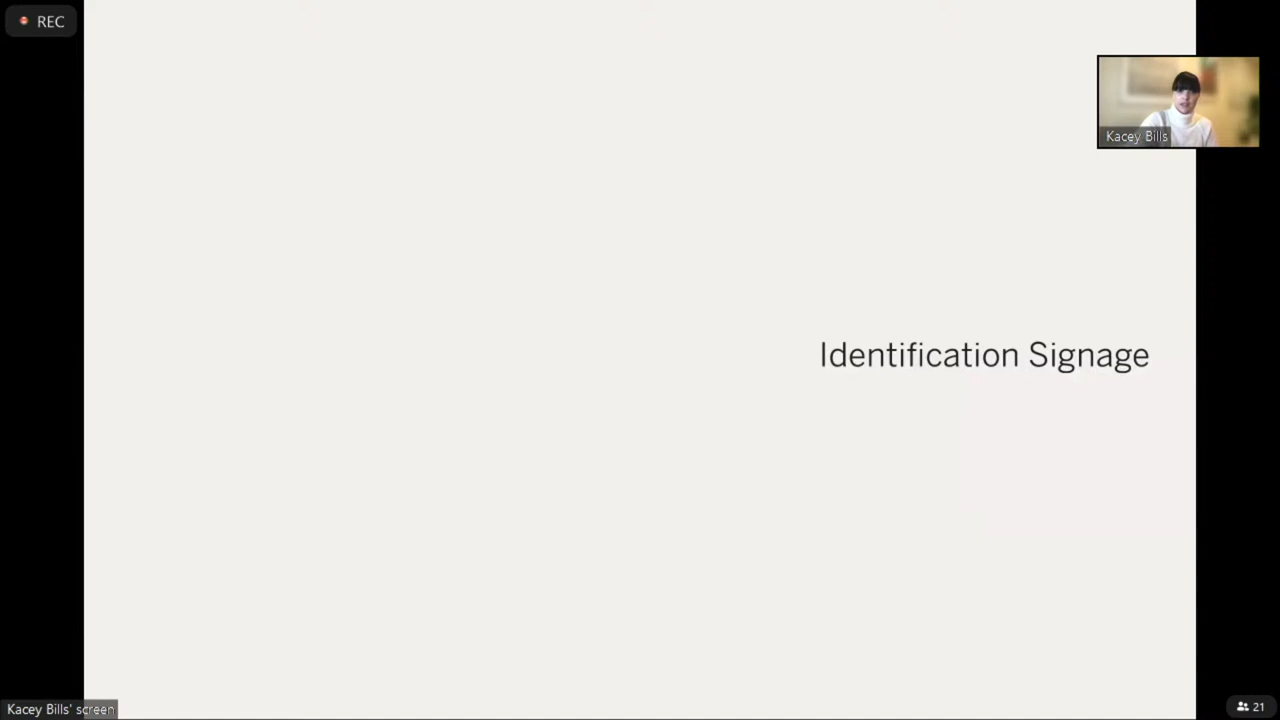 REC
Kacey Bills
Identification Signage
Kacey Bills' screen
21